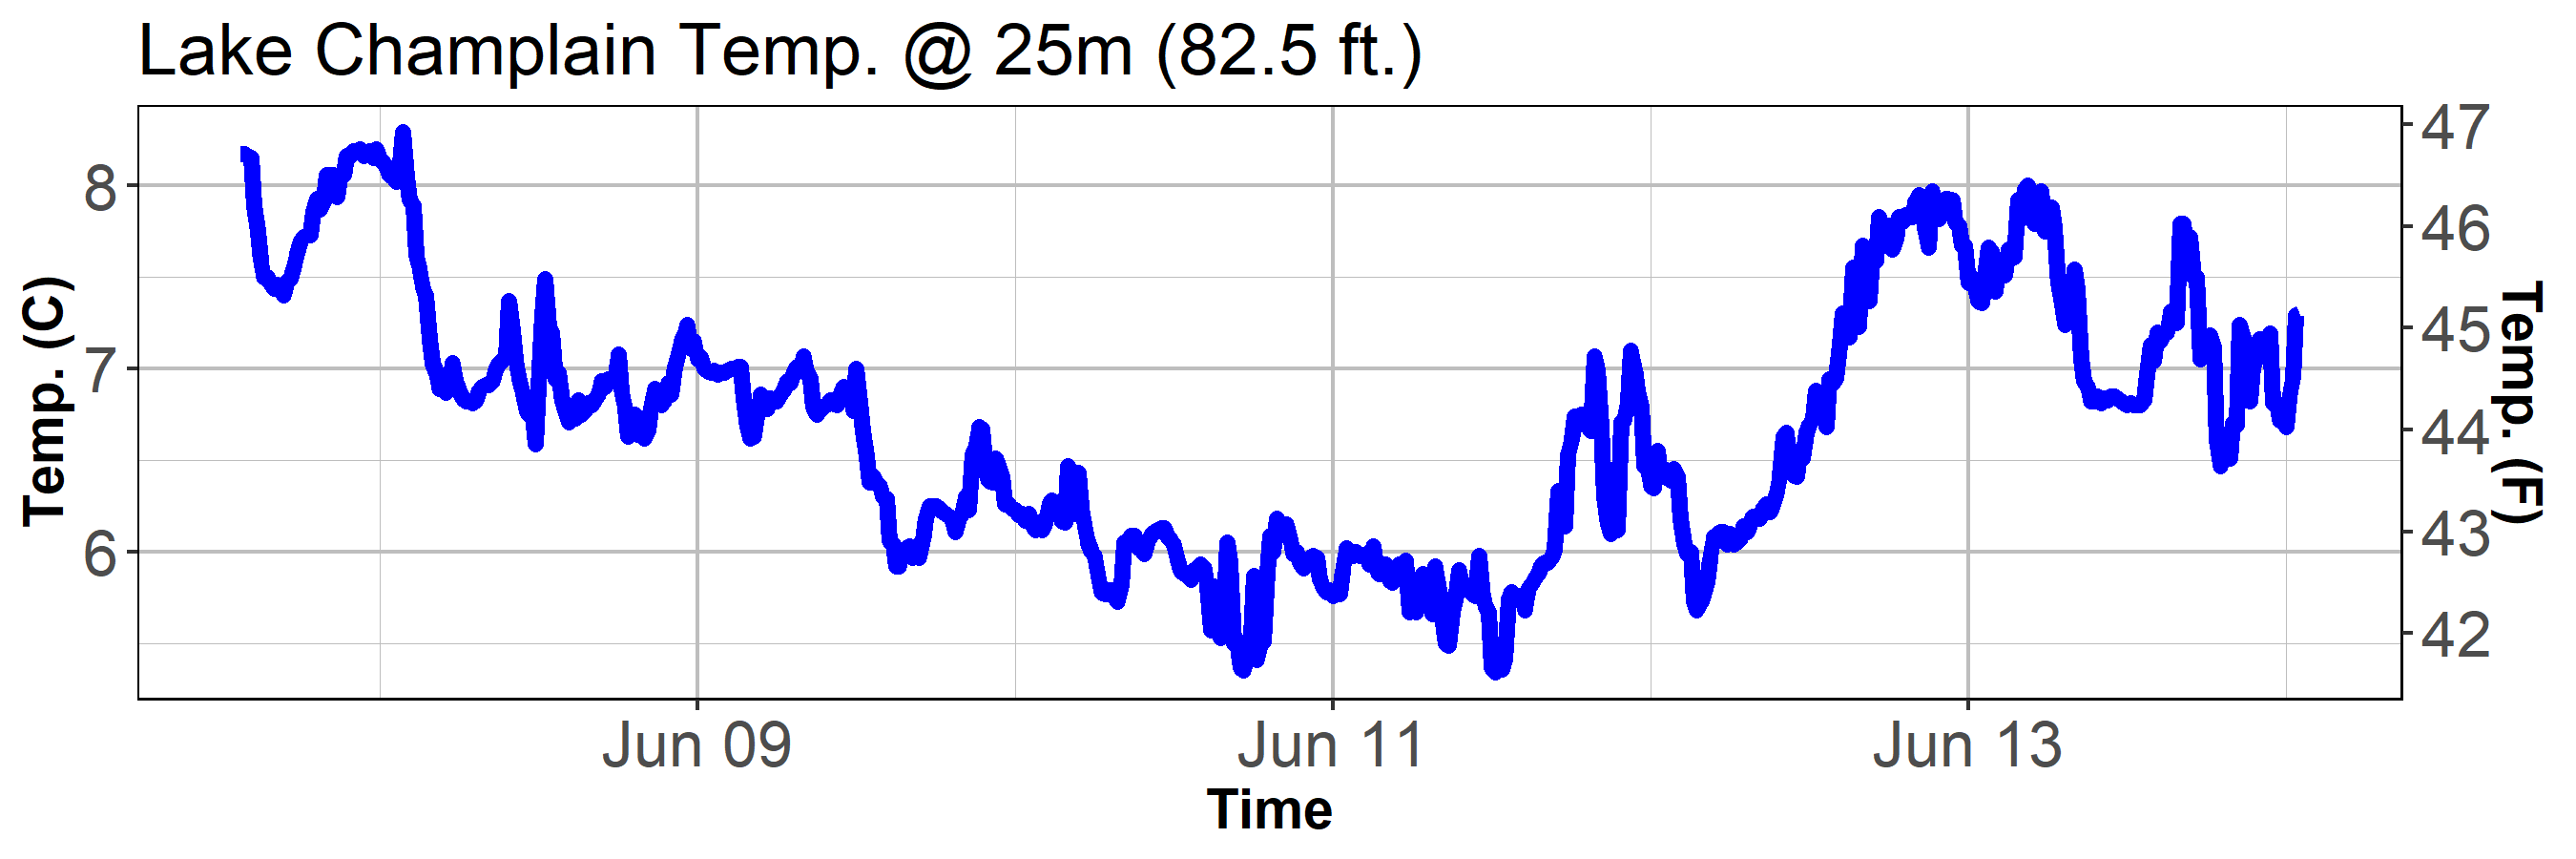 Lake Champlain Temp. @ 25m (82.5 ft.)
Temp. (C)
8
7
6
47
46
45
44
43
42
Temp. (F)
Jun 09 Jun 11 Jun 13
Time